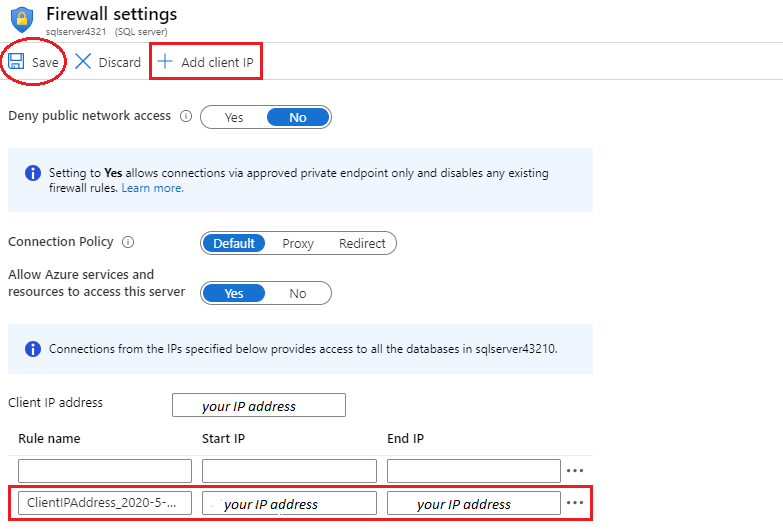 Firewall settings
sqlserver4321 (SQL server)
Save Discard Add client IP
Deny public network access Yes No
Setting to Yes allows connections via approved private endpoint only and disables any existing
firewall rules. Learn more.
Connection Policy Default Proxy Redirect
Allow Azure services and
resources to access this server Yes No
Connections from the IPs specified below provides access to all the databases in sqlserver43210.
Client IP address your IP address
Rule name Start IP End IP
ClientIPAddress_2020-5-... your IP address your IP address